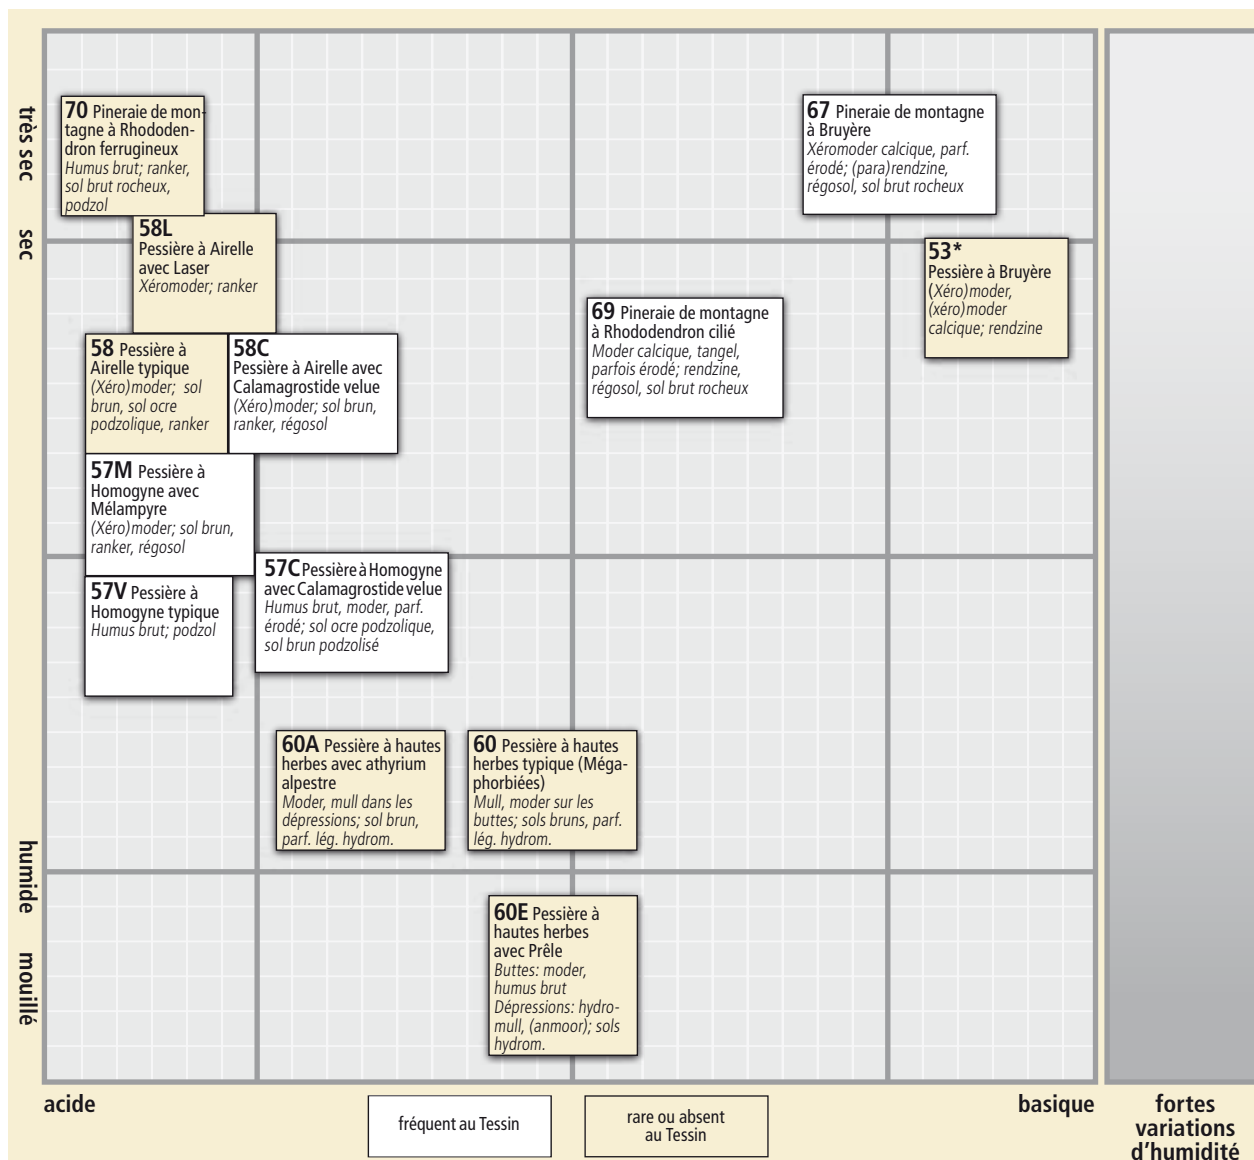 très sec
sec
humide
mouillé
70 Pineraie de mon-
tagne à Rhododen-
dron ferrugineux
Humus brut; ranker,
sol brut rocheux,
podzol
67 Pineraie de montagne
à Bruyère
Xéromoder calcique, parf.
érodé; (para)rendzine,
régosol, sol brut rocheux
58L
Pessière à Airelle
avec Laser
Xéromoder; ranker
53*
Pessière à Bruyère
(Xéro)moder,
(xéro)moder
calcique; rendzine
69 Pineraie de montagne
à Rhododendron cilié
Moder calcique, tangel,
parfois érodé; rendzine,
régosol, sol brut rocheux
58 Pessière à
Airelle typique
(Xéro)moder; sol
brun, sol ocre
podzolique, ranker
58C
Pessière à Airelle avec
Calamagrostide velue
(Xéro)moder; sol brun,
ranker, régosol
57M Pessière à
Homogyne avec
Mélampyre
(Xéro)moder; sol brun,
ranker, régosol
57C Pessière à Homogyne
avec Calamagrostide velue
Humus brut, moder, parf.
érodé; sol ocre podzolique,
sol brun podzolisé
57V Pessière à
Homogyne typique
Humus brut; podzol
60A Pessière à hautes
herbes avec athyrium
alpestre
Moder, mull dans les
dépressions; sol brun,
parf. lég. hydrom.
60 Pessière à hautes
herbes typique (Méga-
phorbiées)
Mull, moder sur les
buttes; sols bruns, parf.
lég. hydrom.
60E Pessière à
hautes herbes
avec Prêle
Buttes: moder,
humus brut
Dépressions: hydro-
mull, (anmoor); sols
hydrom.
acide
basique
fortes
variations
d'humidité
fréquent au Tessin
rare ou absent
au Tessin